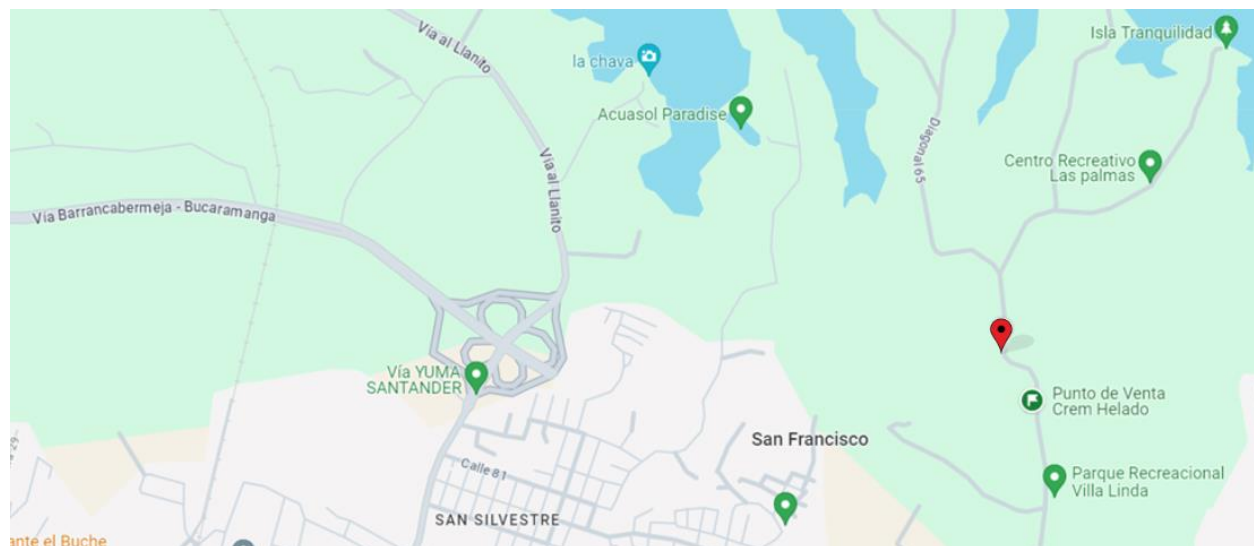 Vía al Llanito
Isla Tranquilidad
la chava
Acuasol Paradise
Diagonal 65
Vía al Llanito
Centro Recreativo
Las palmas
Vía Barrancabermeja - Bucaramanga
Vía YUMA
SANTANDER
Punto de Venta
Crem Helado
San Francisco
Calle 81
Parque Recreacional
Villa Linda
SAN SILVESTRE
ante el Buche